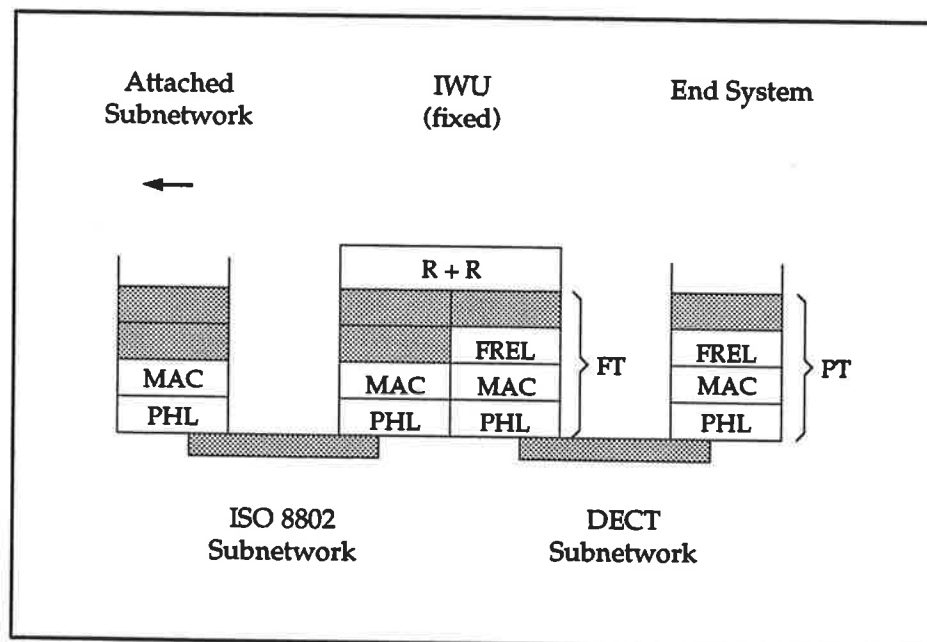 Attached
Subnetwork
IWU
(fixed)
End System
R + R
FREL
FREL
MAC
MAC
MAC
MAC
PHL
PHL
PHL
PHL
FT
PT
ISO 8802
Subnetwork
DECT
Subnetwork